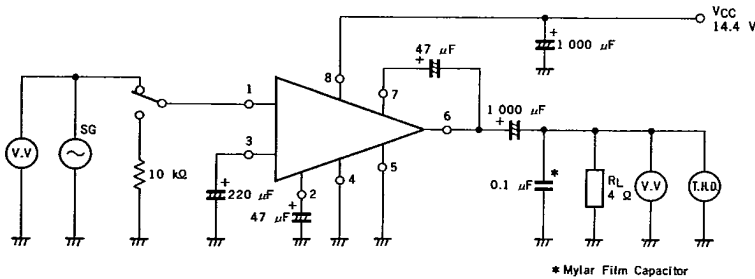 VCC
14.4 V
+
1 000 µF
47 µF
+
8
7
1
6
1 000 µF
+
SG
3
5
V.V
10 kΩ
+
220 µF
2
4
47 µF
+
*
0.1 µF
RL
4 Ω
V.V
T.H.D.
* Mylar Film Capacitor